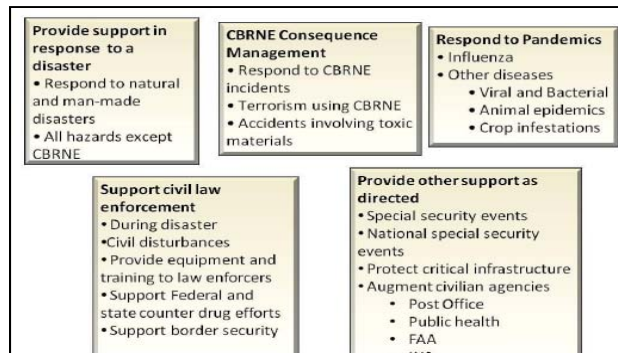 Provide support in
response to a
disaster
• Respond to natural
and man-made
disasters
• All hazards except
CBRNE
CBRNE Consequence
Management
• Respond to CBRNE
incidents
• Terrorism using CBRNE
• Accidents involving toxic
materials
Respond to Pandemics
• Influenza
• Other diseases
• Viral and Bacterial
• Animal epidemics
• Crop infestations
Support civil law
enforcement
• During disaster
• Civil disturbances
• Provide equipment and
training to law enforcers
• Support Federal and
state counter drug efforts
• Support border security
Provide other support as
directed
• Special security events
• National special security
events
• Protect critical infrastructure
• Augment civilian agencies
• Post Office
• Public health
• FAA